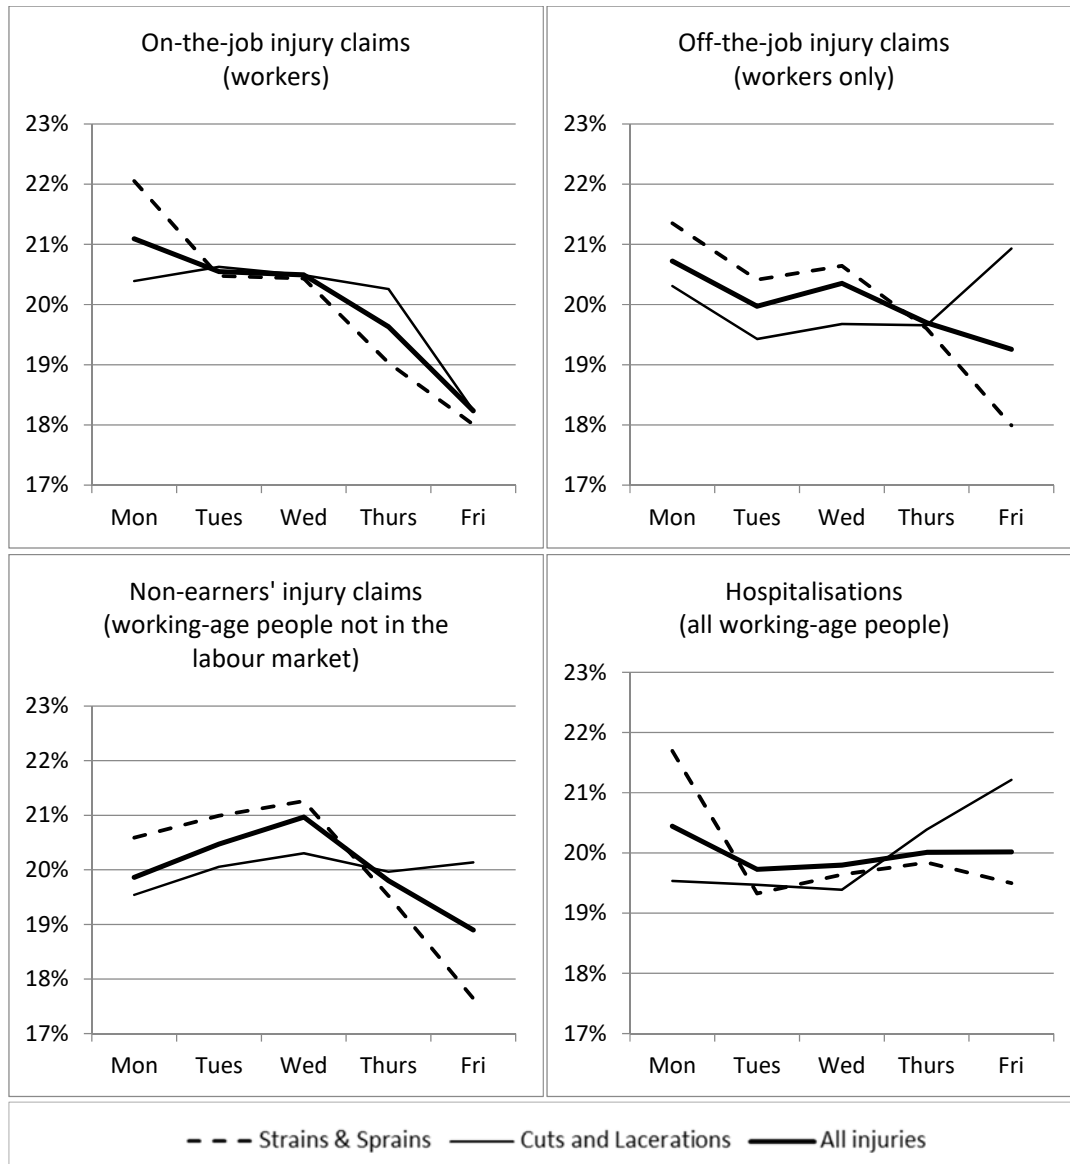 On-the-job injury claims
(workers)
23%
22%
21%
20%
19%
18%
17%
Mon Tues Wed Thurs Fri
Off-the-job injury claims
(workers only)
23%
22%
21%
20%
19%
18%
17%
Mon Tues Wed Thurs Fri
Non-earners' injury claims
(working-age people not in the
labour market)
23%
22%
21%
20%
19%
18%
17%
Mon Tues Wed Thurs Fri
Hospitalisations
(all working-age people)
23%
22%
21%
20%
19%
18%
17%
Mon Tues Wed Thurs Fri
Strains & Sprains Cuts and Lacerations All injuries